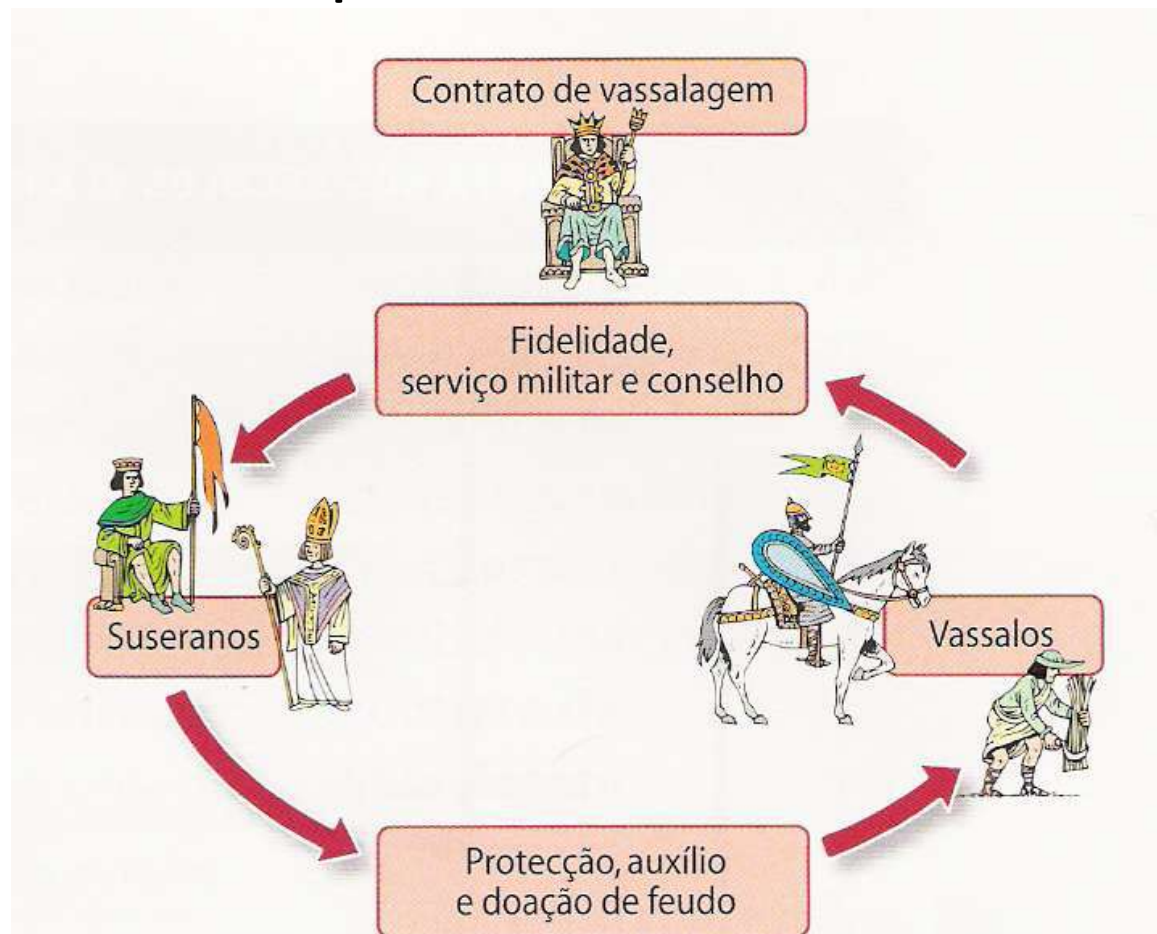 Contrato de vassalagem
Fidelidade,
serviço militar e conselho
Suseranos
Vassalos
Protecção, auxílio
e doação de feudo